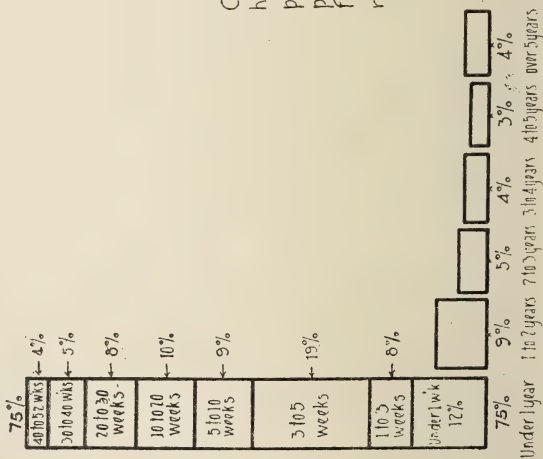 75%
40 to 52 wks ← 4%
30 to 40 wks ← 5%
20 to 30
weeks - ← 8%
10 to 20
weeks ← 10%
5 to 10
weeks ← 9%
3 to 5
weeks ← 19%
1 to 3
weeks ← 8%
Under 1 wk
12%
75% 9% 5% 4% 3% 4%
Under 1 year 1 to 2 years 2 to 3 years 3 to 4 years 4 to 5 years over 5 years